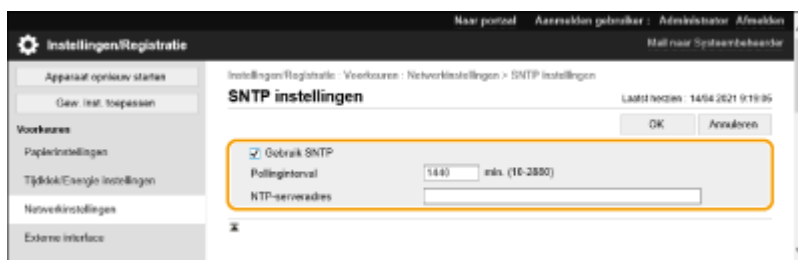 Naar portaal Aanmelden gebruiker : Administrator Afmelden
Instellingen/Registratie
Mail naar Systeembeheerder
Apparaat opnieuw starten
Gew. inst. toepassen
Voorkeuren
Papierinstellingen
Tijdklok/Energie instellingen
Netwerkinstellingen
Externe interface
Instellingen/Registratie : Voorkeuren : Netwerkinstellingen > SNTP instellingen
SNTP instellingen
Laatst herzien : 14/04 2021 9:19:06
OK Annuleren
Gebruik SNTP
Pollinginterval 1440 min. (10-2880)
NTP-serveradres